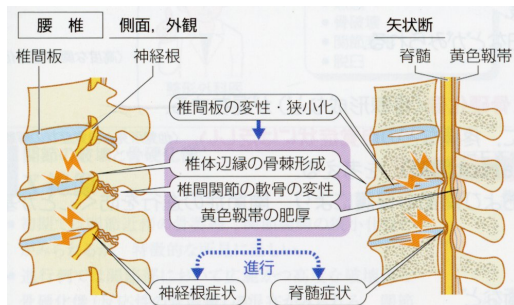 腰椎 側面，外観
矢状断
椎間板
神経根
脊髄
黄色靱帯
椎間板の変性・狭小化
椎体辺縁の骨棘形成
椎間関節の軟骨の変性
黄色靱帯の肥厚
進行
神経根症状
脊髄症状